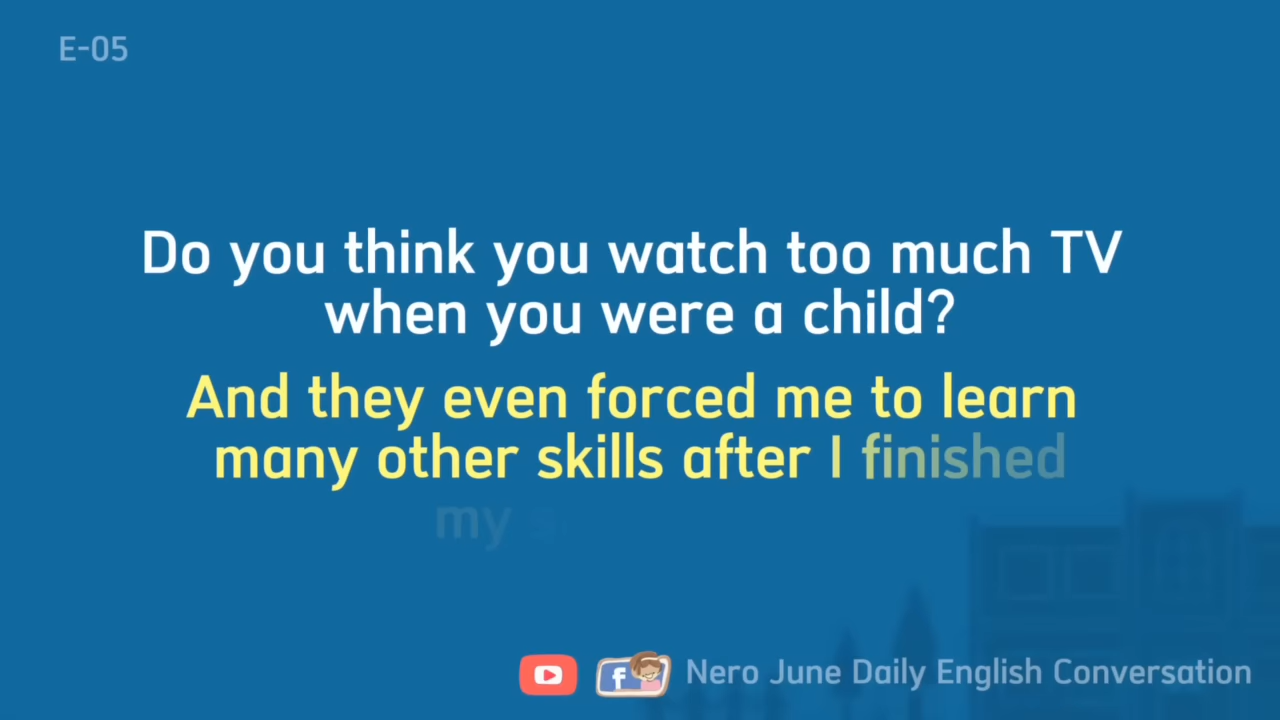 E-05
Do you think you watch too much TV
when you were a child?
And they even forced me to learn
many other skills after I finished
my
Nero June Daily English Conversation